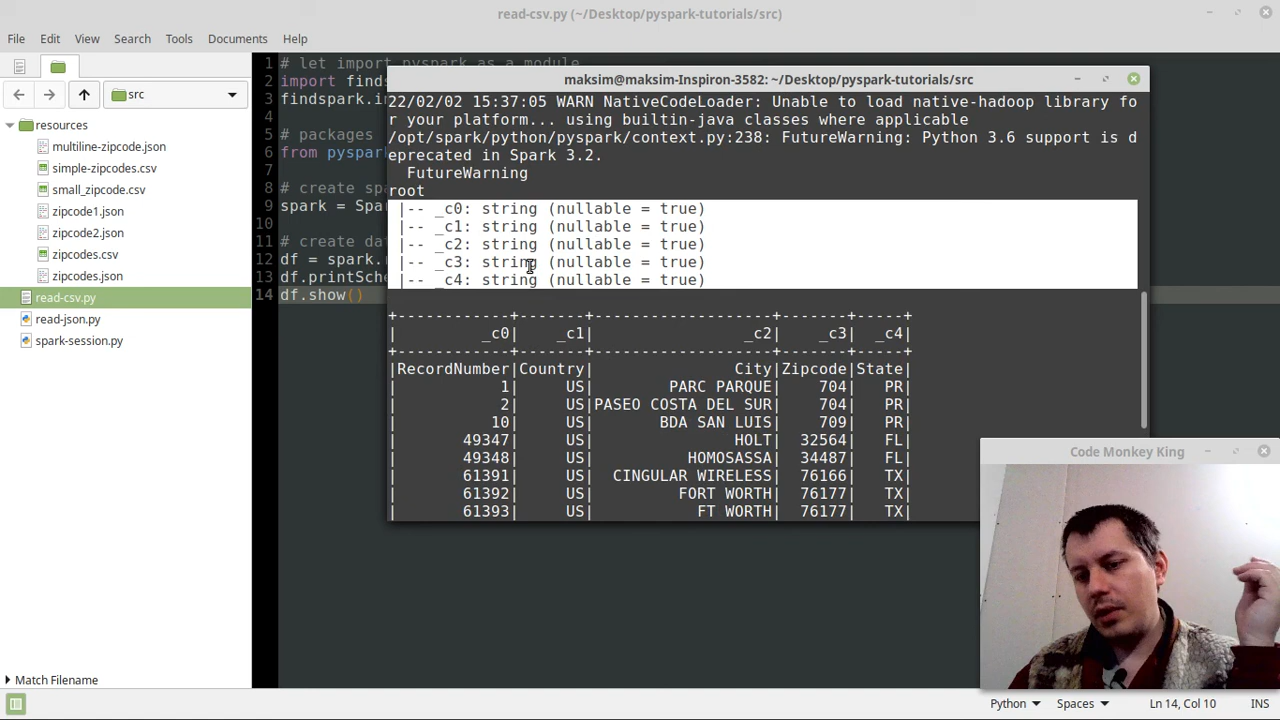 read-csv.py (~/Desktop/pyspark-tutorials/src)
File Edit View Search Tools Documents Help
src
resources
multiline-zipcode.json
simple-zipcodes.csv
small_zipcode.csv
zipcode1.json
zipcode2.json
zipcodes.csv
zipcodes.json
read-csv.py
read-json.py
spark-session.py
Match Filename
1 # let import pyspark as a module
2 import finds
3 findspark.in
4
5 # packages
6 from pyspark
7
8 # create spa
9 spark = Spar
10
11 # create dat
12 df = spark.r
13 df.printSche
14 df.show()
maksim@maksim-Inspiron-3582: ~/Desktop/pyspark-tutorials/src
22/02/02 15:37:05 WARN NativeCodeLoader: Unable to load native-hadoop library fo
r your platform... using builtin-java classes where applicable
/opt/spark/python/pyspark/context.py:238: FutureWarning: Python 3.6 support is d
eprecated in Spark 3.2.
FutureWarning
root
|-- _c0: string (nullable = true)
|-- _c1: string (nullable = true)
|-- _c2: string (nullable = true)
|-- _c3: string (nullable = true)
|-- _c4: string (nullable = true)
+------------+-------+-------------------+-------+-----+
| _c0| _c1| _c2| _c3| _c4|
+------------+-------+-------------------+-------+-----+
|RecordNumber|Country| City|Zipcode|State|
| 1| US| PARC PARQUE| 704| PR|
| 2| US|PASEO COSTA DEL SUR| 704| PR|
| 10| US| BDA SAN LUIS| 709| PR|
| 49347| US| HOLT| 32564| FL|
| 49348| US| HOMOSASSA| 34487| FL|
| 61391| US| CINGULAR WIRELESS| 76166| TX|
| 61392| US| FORT WORTH| 76177| TX|
| 61393| US| FT WORTH| 76177| TX|
Code Monkey King
Python Spaces Ln 14, Col 10 INS